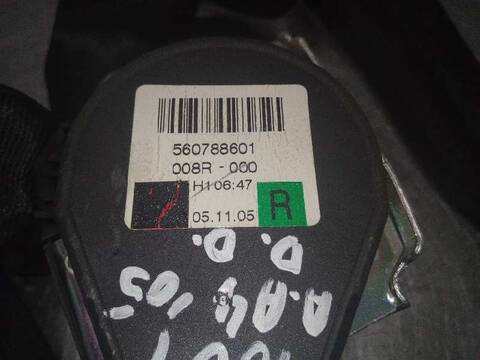 560788601
008R - 000
H1 06:47
05.11.05
R
D. D.
A.A4 '05